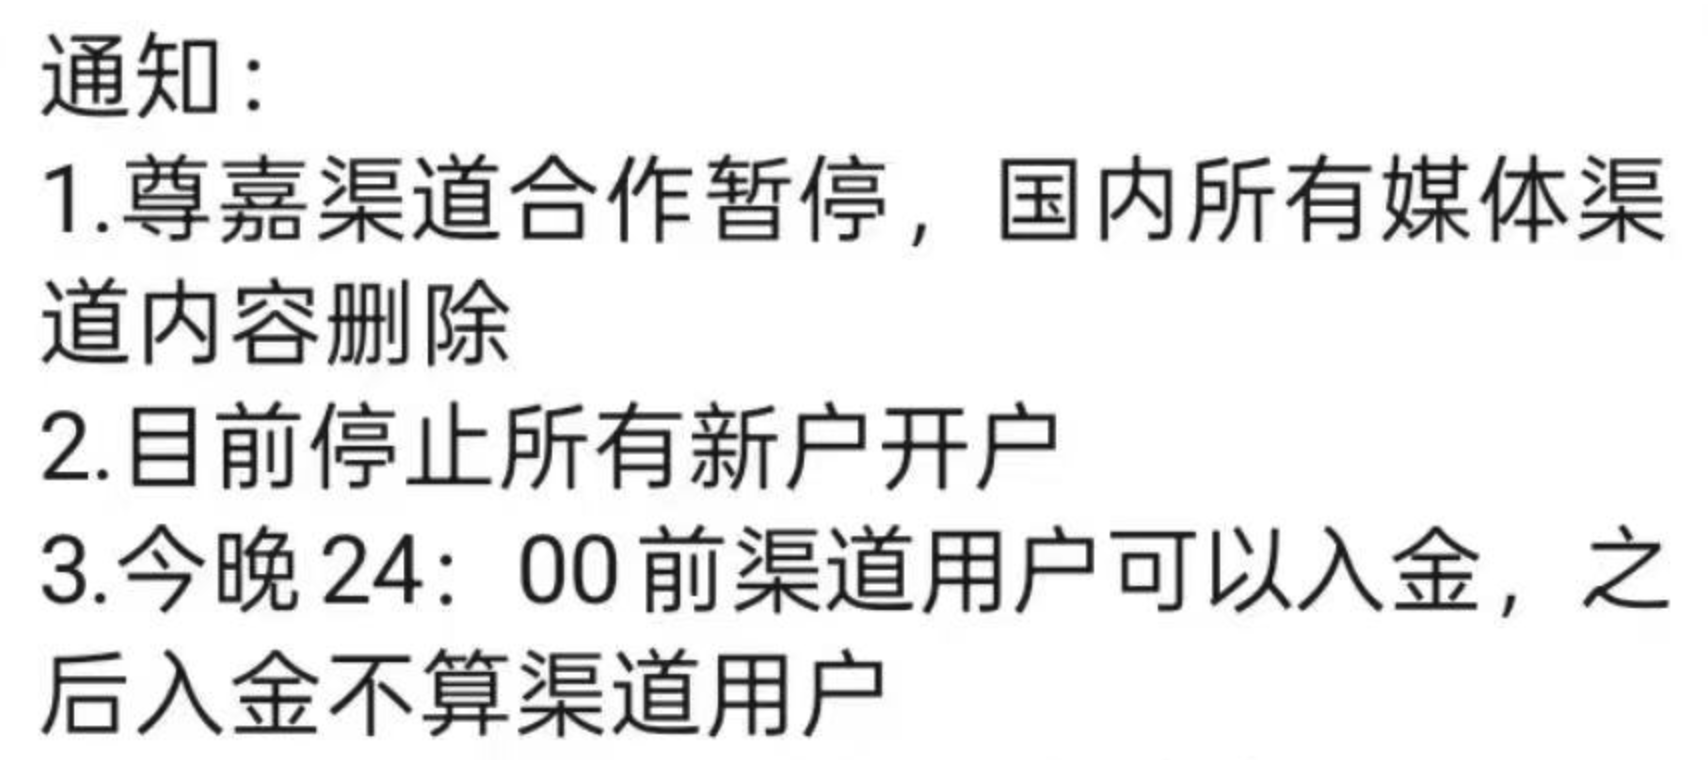 通知：
1.尊嘉渠道合作暂停，国内所有媒体渠
道内容删除
2.目前停止所有新户开户
3.今晚24：00前渠道用户可以入金，之
后入金不算渠道用户